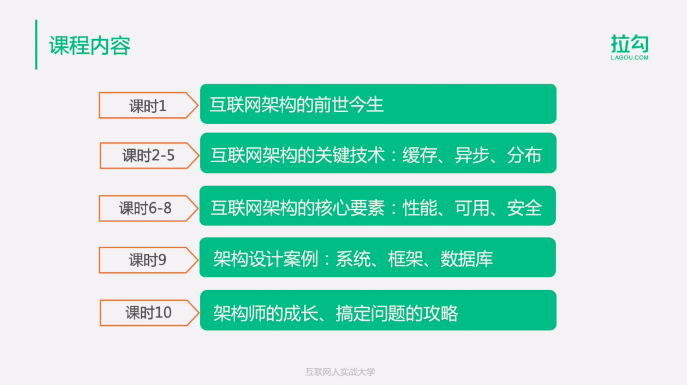 课程内容
拉勾
LAGOU.COM
课时1
互联网架构的前世今生
课时2-5
互联网架构的关键技术：缓存、异步、分布
课时6-8
互联网架构的核心要素：性能、可用、安全
课时9
架构设计案例：系统、框架、数据库
课时10
架构师的成长、搞定问题的攻略
互联网人实战大学